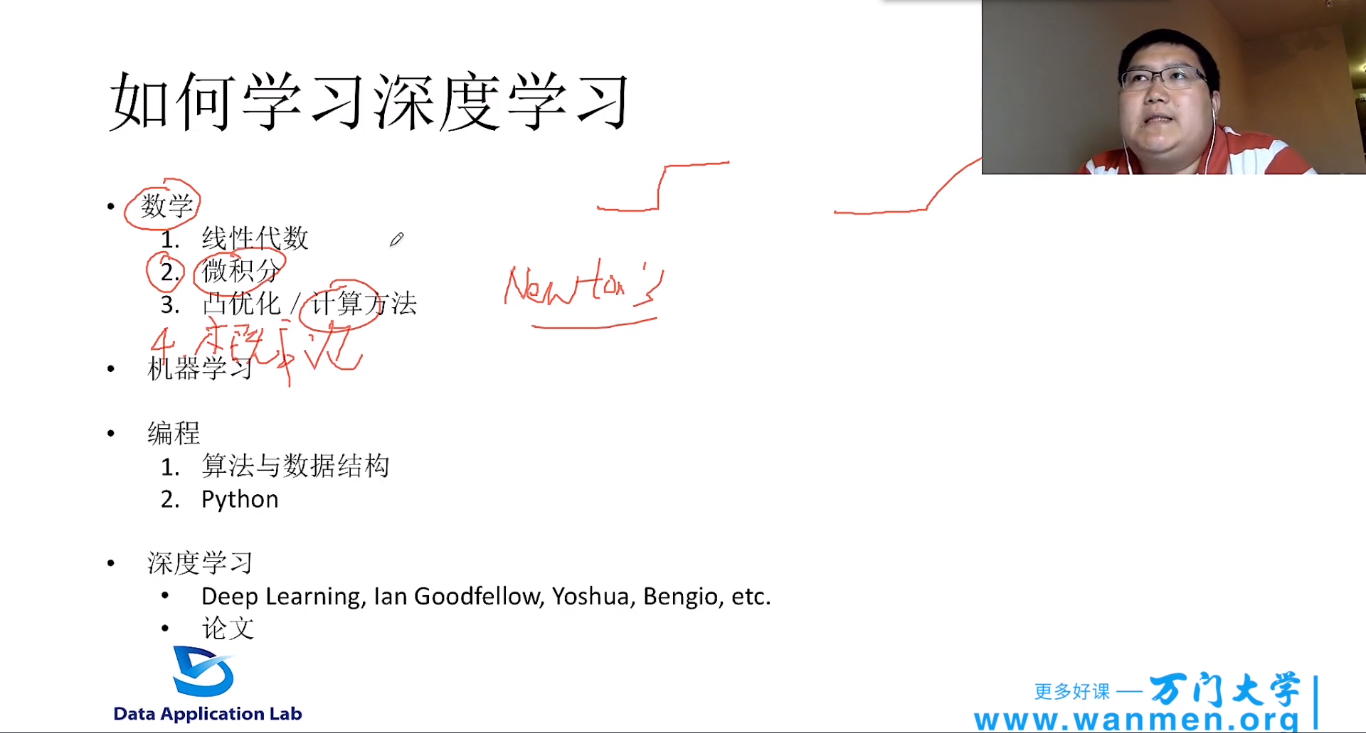 如何学习深度学习
• 数学
1. 线性代数
2. 微积分
3. 凸优化 / 计算方法
4. 概率论
Newton's
• 机器学习
• 编程
1. 算法与数据结构
2. Python
• 深度学习
• Deep Learning, Ian Goodfellow, Yoshua, Bengio, etc.
• 论文
Data Application Lab
更多好课 — 万门大学
www.wanmen.org